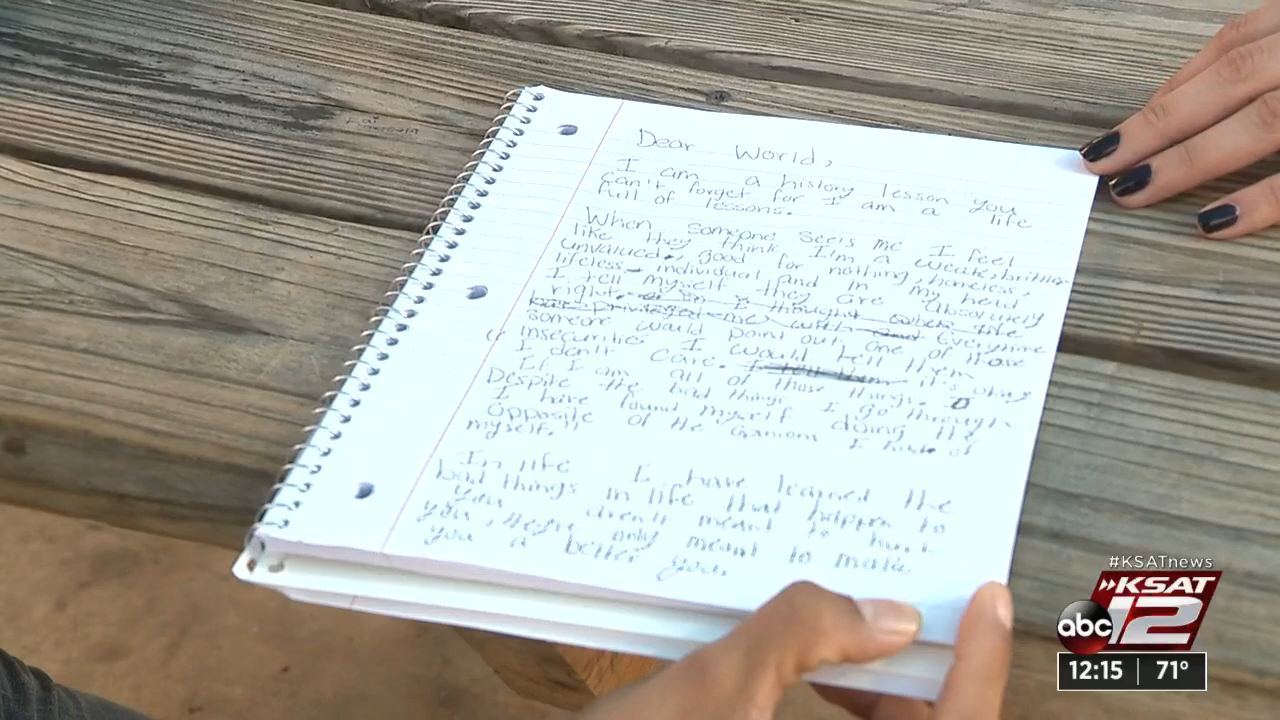 Dear World,
I am a history lesson you
can't forget for I am a life
full of lessons.
When someone sees me I feel
like they think I'm a weak, brittle
unvalued, good for nothing, homeless,
lifeless individual and in my head
I tell myself they are absolutely
right.
someone would point out one of those
insecurities I would tell them
I don't care. it's okay
If I am all of those things.
Despite the bad things I go through
I have found myself doing the
opposite of the opinions I have of
myself."
In life I have learned the
bad things in life that happen to
you aren't meant to hurt
you, they're only meant to make
you a better you.
#KSATnews
KSAT
abc 12
12:15 71°